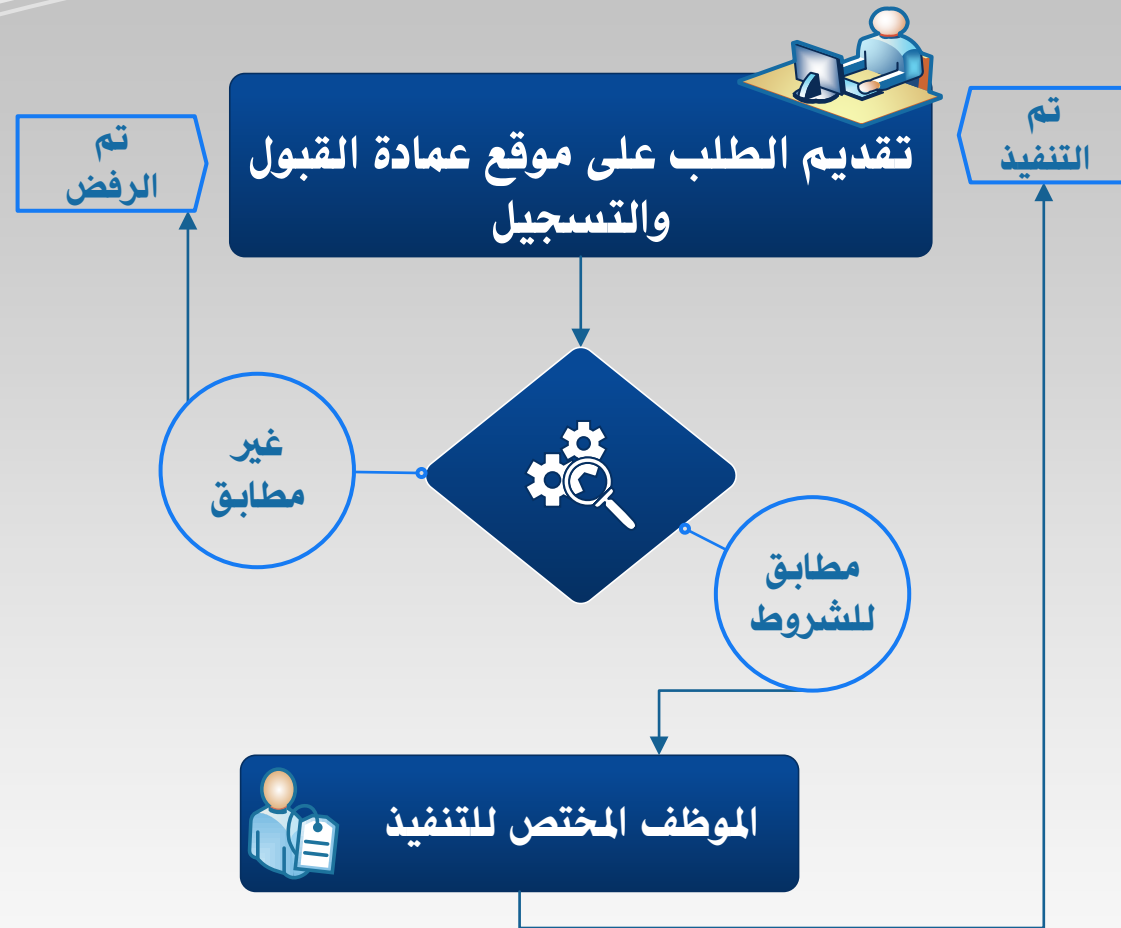 تقديم الطلب على موقع عمادة القبول
والتسجيل
تم
التنفيذ
تم
الرفض
غير
مطابق
مطابق
للشروط
الموظف المختص للتنفيذ